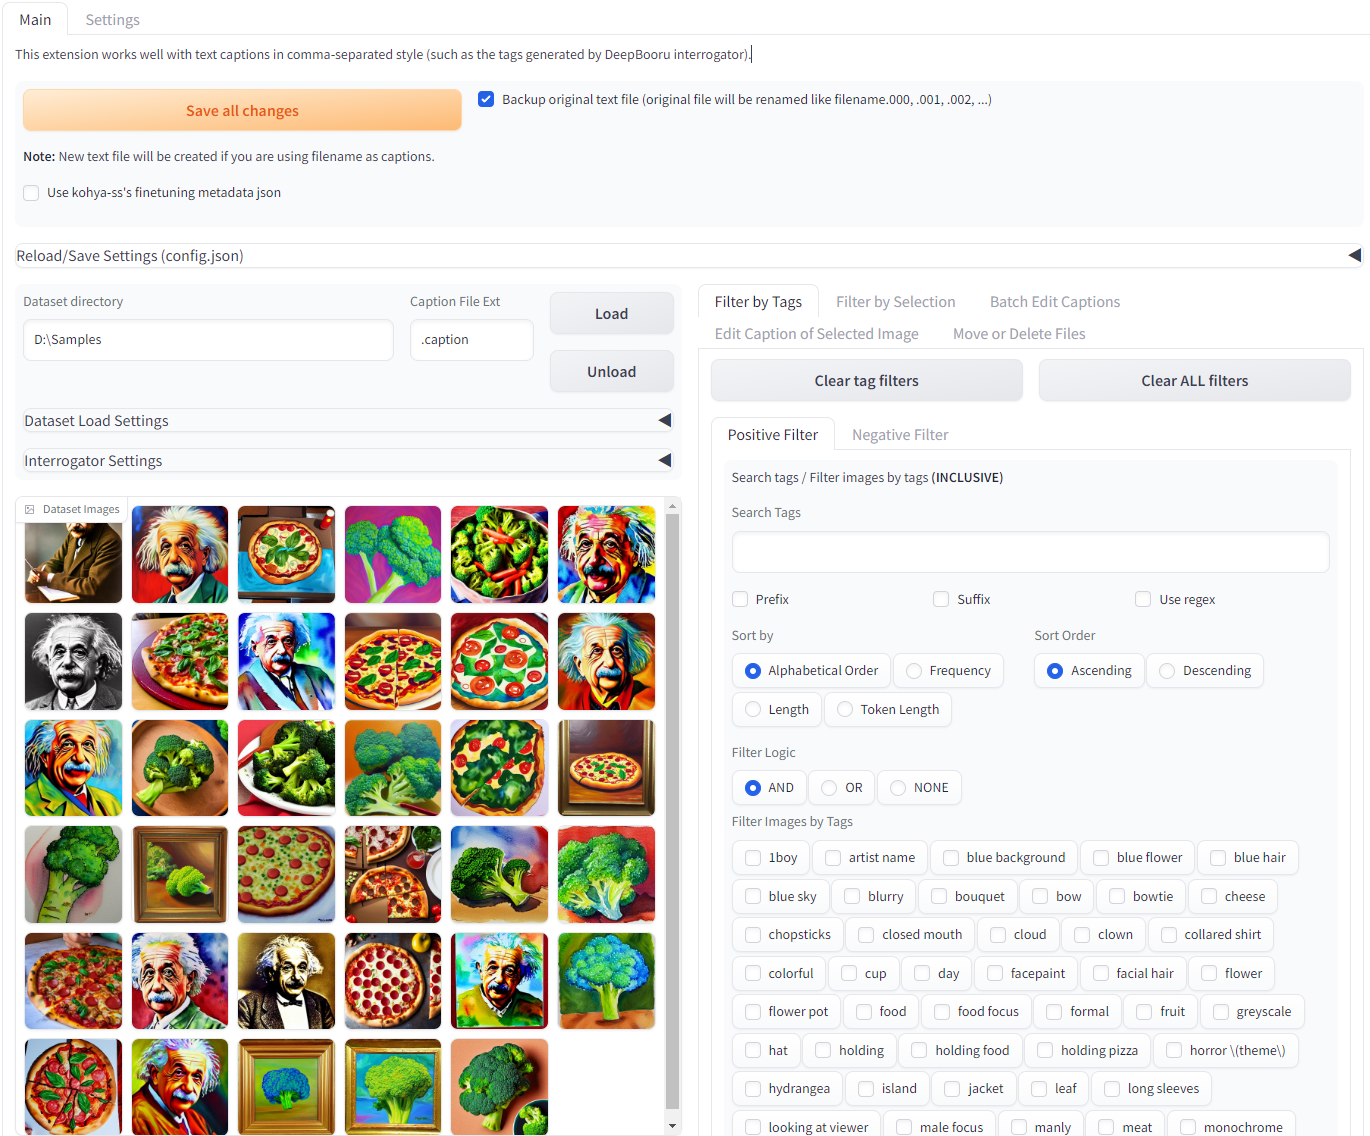 Main Settings
This extension works well with text captions in comma-separated style (such as the tags generated by DeepBooru interrogator).
Save all changes
Backup original text file (original file will be renamed like filename.000, .001, .002, ...)
Note: New text file will be created if you are using filename as captions.
Use kohya-ss's finetuning metadata json
Reload/Save Settings (config.json)
Dataset directory
Caption File Ext
D:\Samples
.caption
Load
Unload
Dataset Load Settings
Interrogator Settings
Dataset Images
Filter by Tags Filter by Selection Batch Edit Captions
Edit Caption of Selected Image Move or Delete Files
Clear tag filters Clear ALL filters
Positive Filter Negative Filter
Search tags / Filter images by tags (INCLUSIVE)
Search Tags
Prefix Suffix Use regex
Sort by
Alphabetical Order Frequency
Length Token Length
Sort Order
Ascending Descending
Filter Logic
AND OR NONE
Filter Images by Tags
1boy artist name blue background blue flower blue hair
blue sky blurry bouquet bow bowtie cheese
chopsticks closed mouth cloud clown collared shirt
colorful cup day facepaint facial hair flower
flower pot food food focus formal fruit greyscale
hat holding holding food holding pizza horror \(theme\)
hydrangea island jacket leaf long sleeves
looking at viewer male focus manly meat monochrome